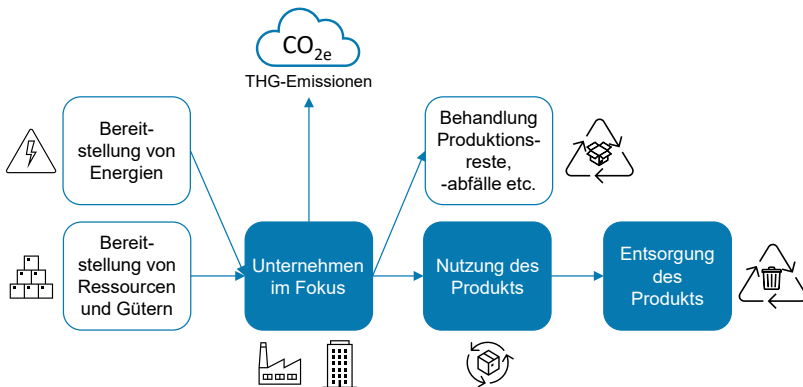 CO2e
THG-Emissionen
Bereit-
stellung von
Energien
Behandlung
Produktions-
reste,
-abfälle etc.
Bereit-
stellung von
Ressourcen
und Gütern
Unternehmen
im Fokus
Nutzung des
Produkts
Entsorgung
des
Produkts